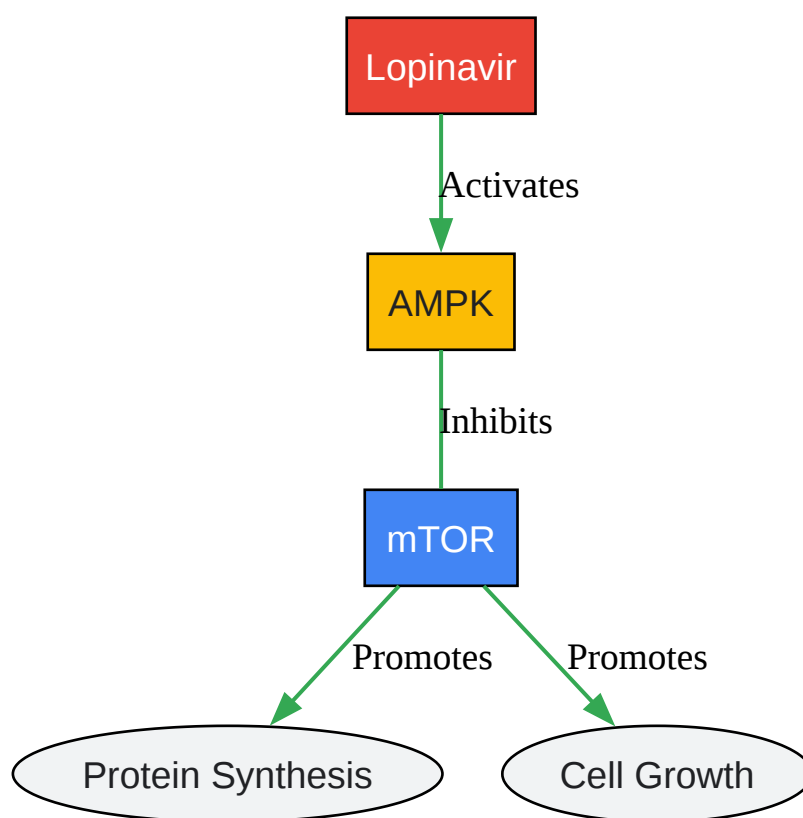 Lopinavir
Activates
AMPK
Inhibits
mTOR
Promotes
Promotes
Protein Synthesis
Cell Growth